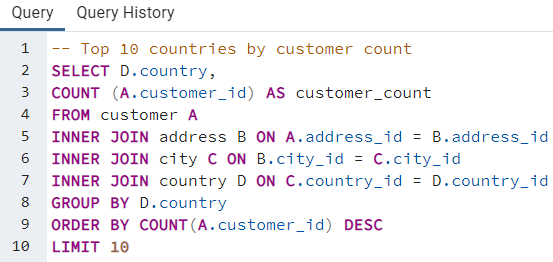 Query Query History
1 -- Top 10 countries by customer count
2 SELECT D.country,
3 COUNT (A.customer_id) AS customer_count
4 FROM customer A
5 INNER JOIN address B ON A.address_id = B.address_id
6 INNER JOIN city C ON B.city_id = C.city_id
7 INNER JOIN country D ON C.country_id = D.country_id
8 GROUP BY D.country
9 ORDER BY COUNT(A.customer_id) DESC
10 LIMIT 10